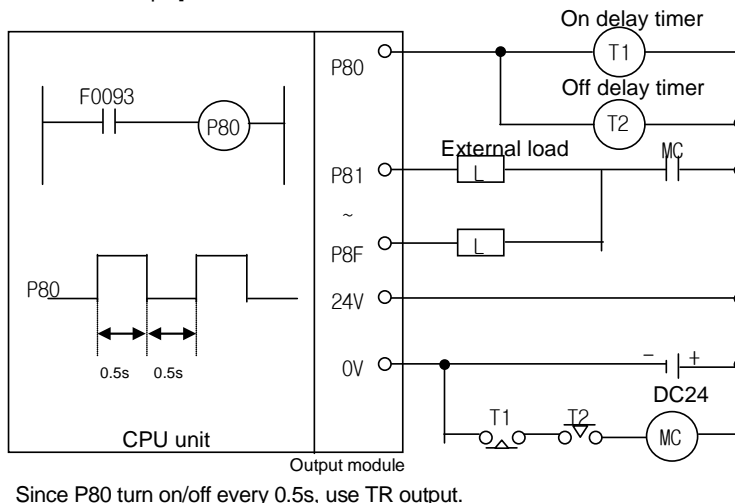 On delay timer
P80
T1
F0093
P80
Off delay timer
T2
External load
MC
P81
L
~
P8F
L
P80
24V
0.5s
0.5s
0V
− +
DC24
T1
T2
MC
CPU unit
Output module
Since P80 turn on/off every 0.5s, use TR output.